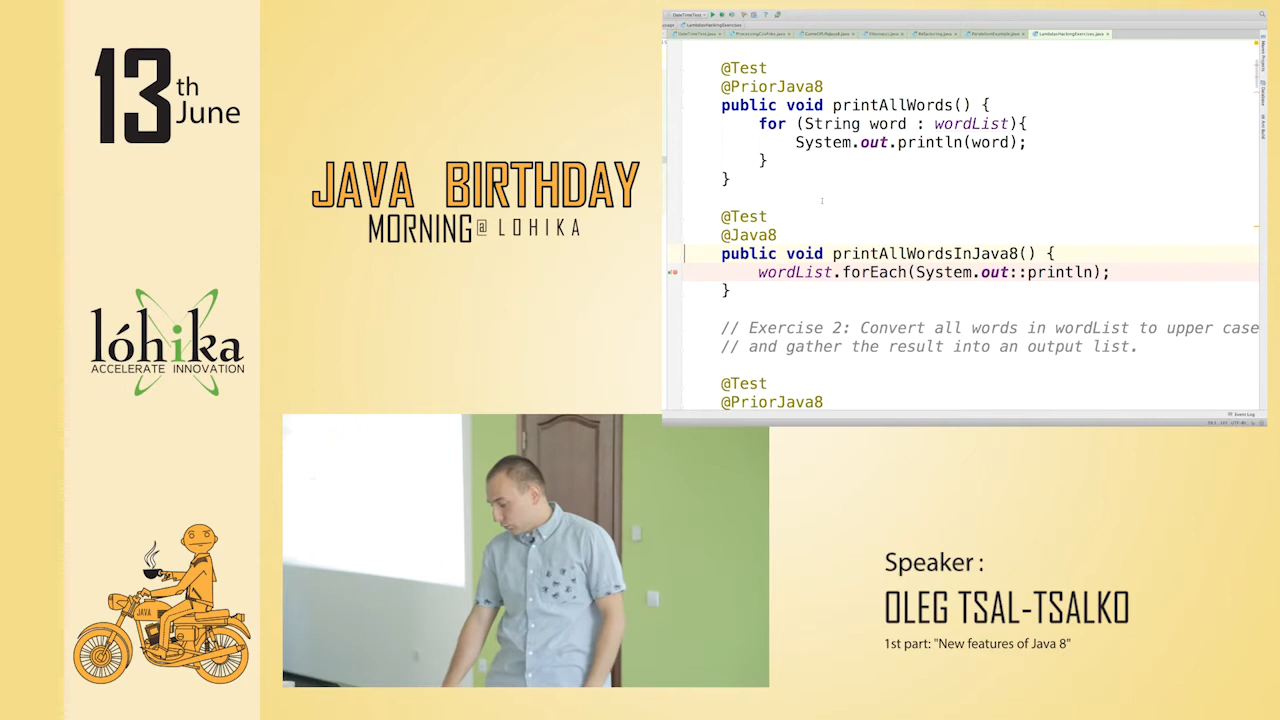 13
th
June
JAVA BIRTHDAY
MORNING @ LOHIKA
lóhika
ACCELERATE INNOVATION
JAVA
@Test
@PriorJava8
public void printAllWords() {
for (String word : wordList){
System.out.println(word);
}
}
@Test
@Java8
public void printAllWordsInJava8() {
wordList.forEach(System.out::println);
}
// Exercise 2: Convert all words in wordList to upper case
// and gather the result into an output list.
@Test
@PriorJava8
Event Log
Speaker :
OLEG TSAL-TSALKO
1st part: "New features of Java 8"